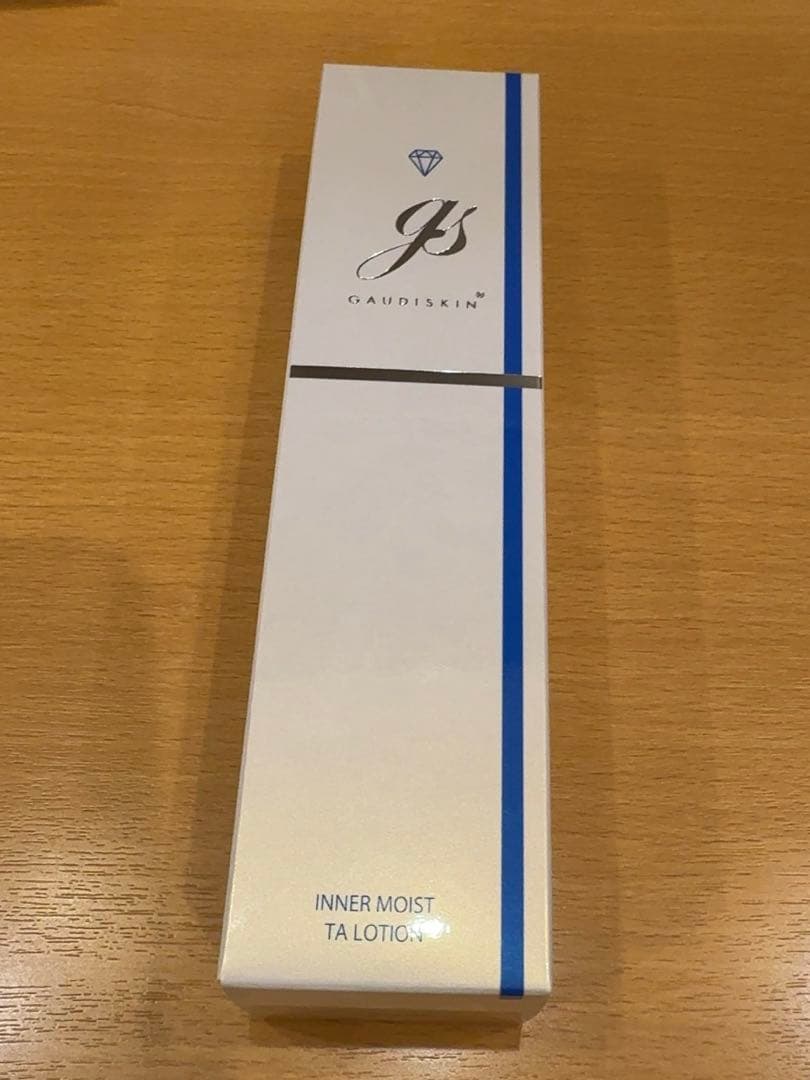 gs
GAUDISKIN
INNER MOIST
TA LOTION